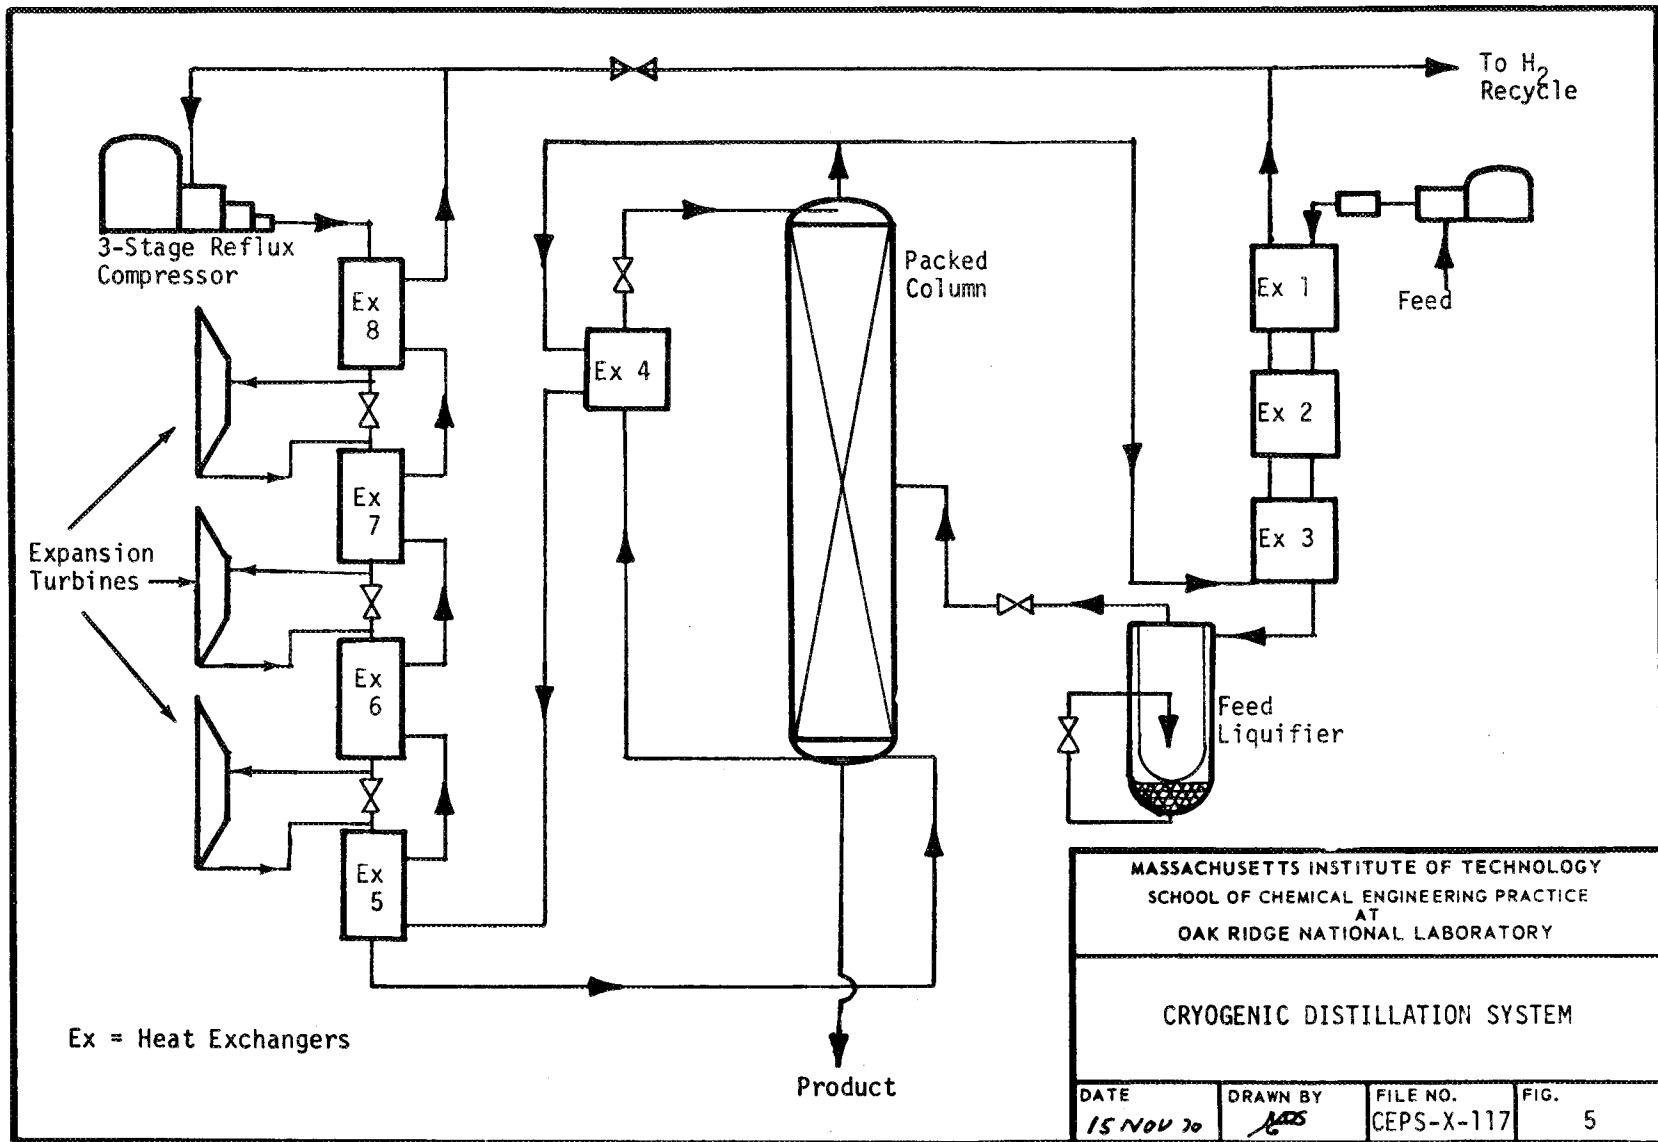 To H2
Recycle
3-Stage Reflux
Compressor
Ex
8
Ex 4
Packed
Column
Ex 1
Feed
Ex 2
Ex
7
Ex 3
Expansion
Turbines
Ex
6
Feed
Liquifier
Ex
5
Ex = Heat Exchangers
Product
MASSACHUSETTS INSTITUTE OF TECHNOLOGY
SCHOOL OF CHEMICAL ENGINEERING PRACTICE
AT
OAK RIDGE NATIONAL LABORATORY
CRYOGENIC DISTILLATION SYSTEM
DATE
15 NOV 70
DRAWN BY
FILE NO.
CEPS-X-117
FIG.
5